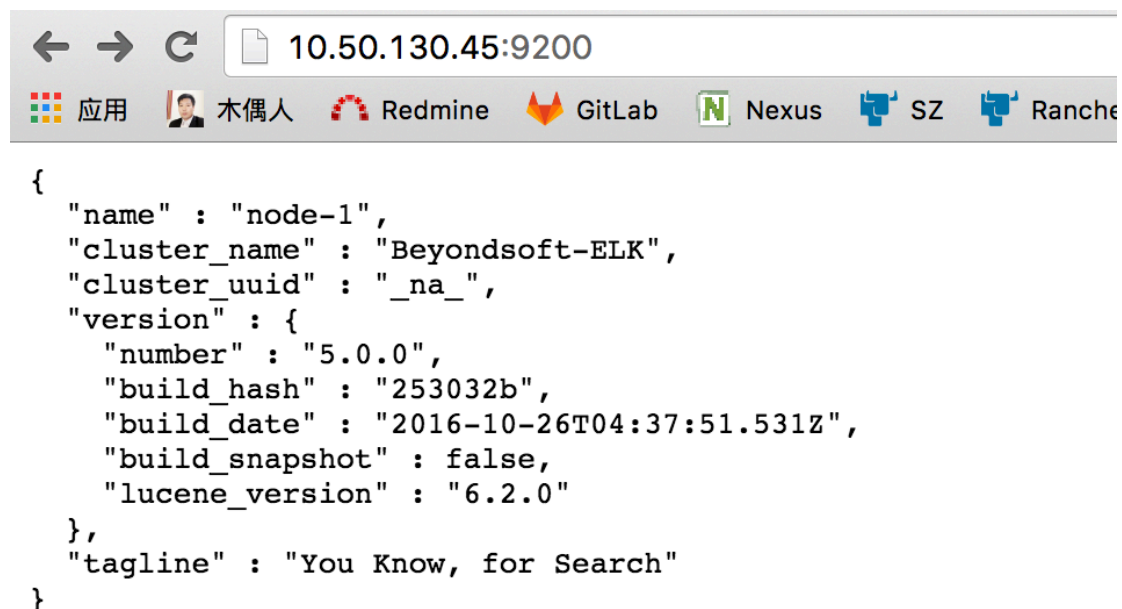 10.50.130.45:9200
应用 木偶人 Redmine GitLab N Nexus SZ Ranche
{
  "name" : "node-1",
  "cluster_name" : "Beyondsoft-ELK",
  "cluster_uuid" : "_na_",
  "version" : {
    "number" : "5.0.0",
    "build_hash" : "253032b",
    "build_date" : "2016-10-26T04:37:51.531Z",
    "build_snapshot" : false,
    "lucene_version" : "6.2.0"
  },
  "tagline" : "You Know, for Search"
}